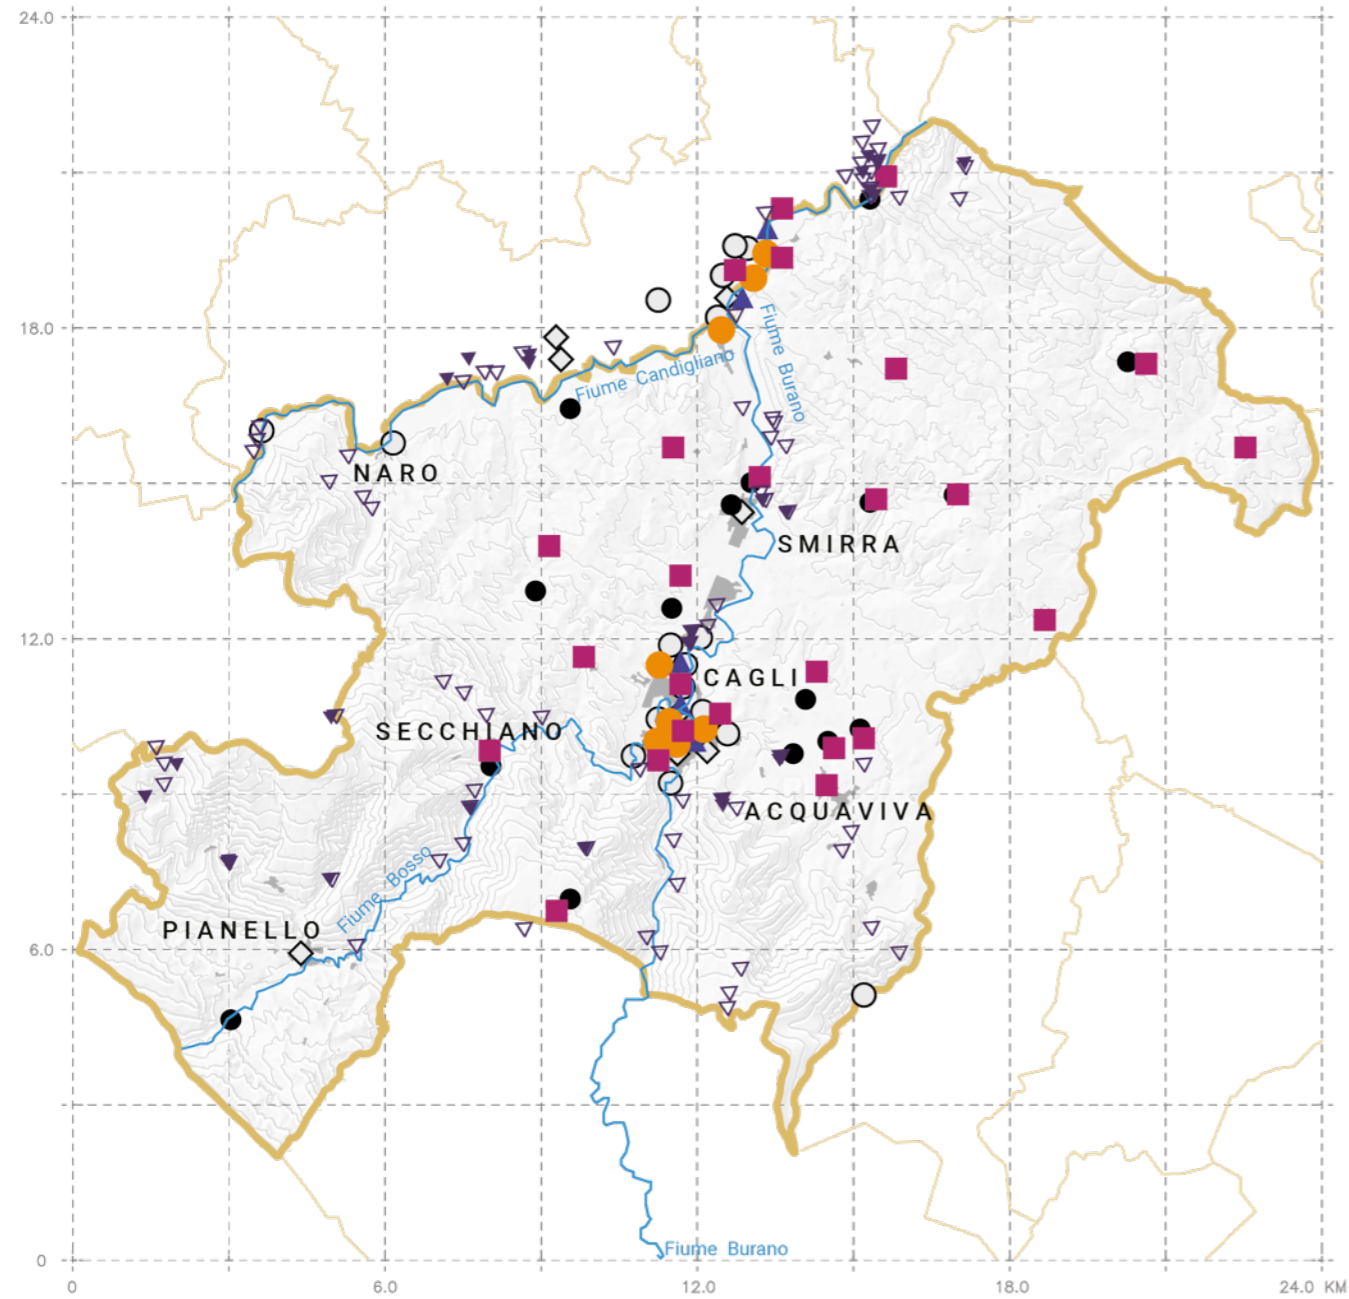 24.0
18.0
Fiume Burano
Fiume Candigliano
NARO
SMIRRA
12.0
CAGLI
SECCHIANO
ACQUAVIVA
Fiume Bosso
PIANELLO
6.0
Fiume Burano
0
0 6.0 12.0 18.0 24.0 KM